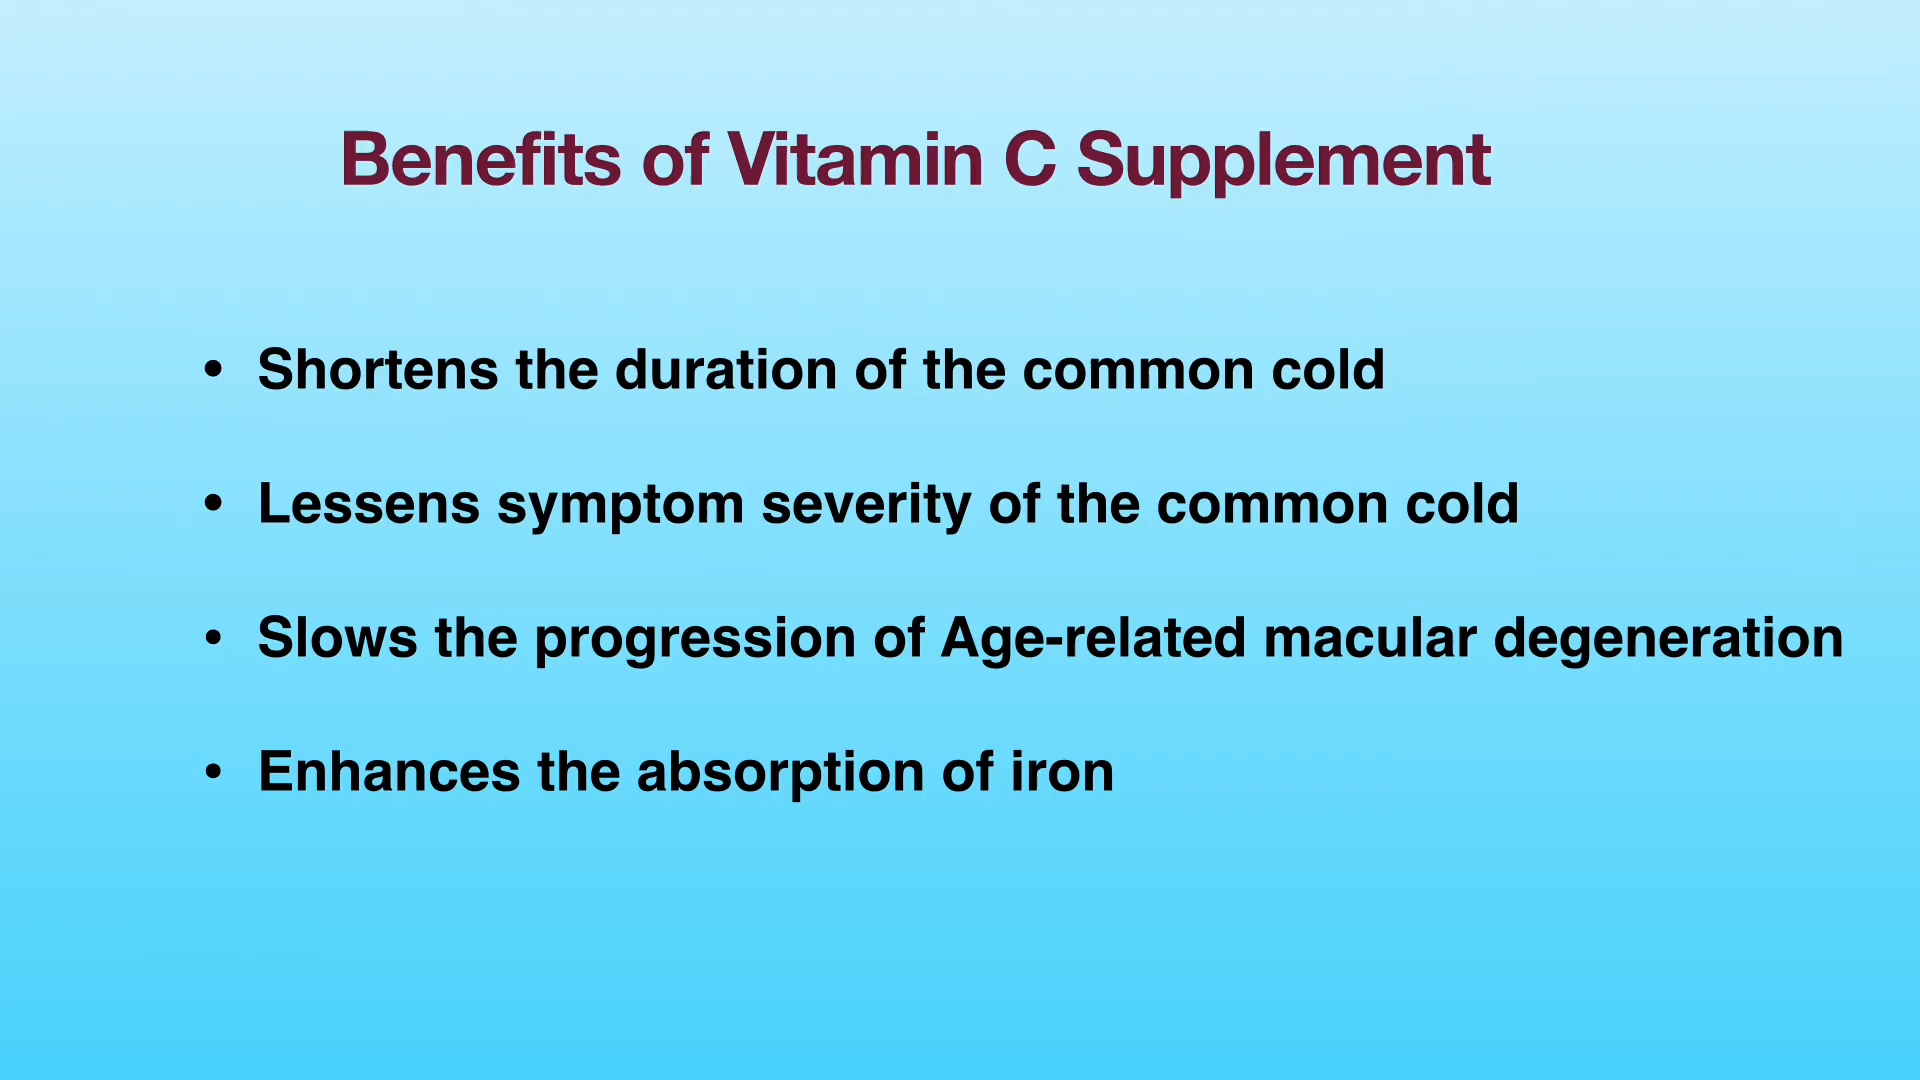 Benefits of Vitamin C Supplement
• Shortens the duration of the common cold
• Lessens symptom severity of the common cold
• Slows the progression of Age-related macular degeneration
• Enhances the absorption of iron